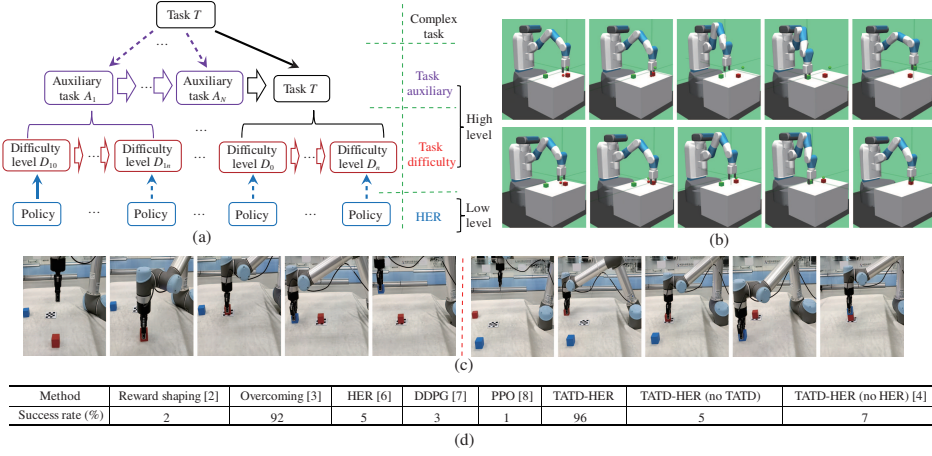 Task T
...
Complex
task
Auxiliary
task A1
...
Auxiliary
task AN
Task T
Task
auxiliary
High
level
...
Difficulty
level D10
...
Difficulty
level D1n
...
Difficulty
level D0
...
Difficulty
level Dn
Task
difficulty
Policy
...
Policy
...
Policy
...
Policy
HER
Low
level
(a)
(b)
(c)
Method Reward shaping [2] Overcoming [3] HER [6] DDPG [7] PPO [8] TATD-HER TATD-HER (no TATD) TATD-HER (no HER) [4]
Success rate (%) 2 92 5 3 1 96 5 7
(d)